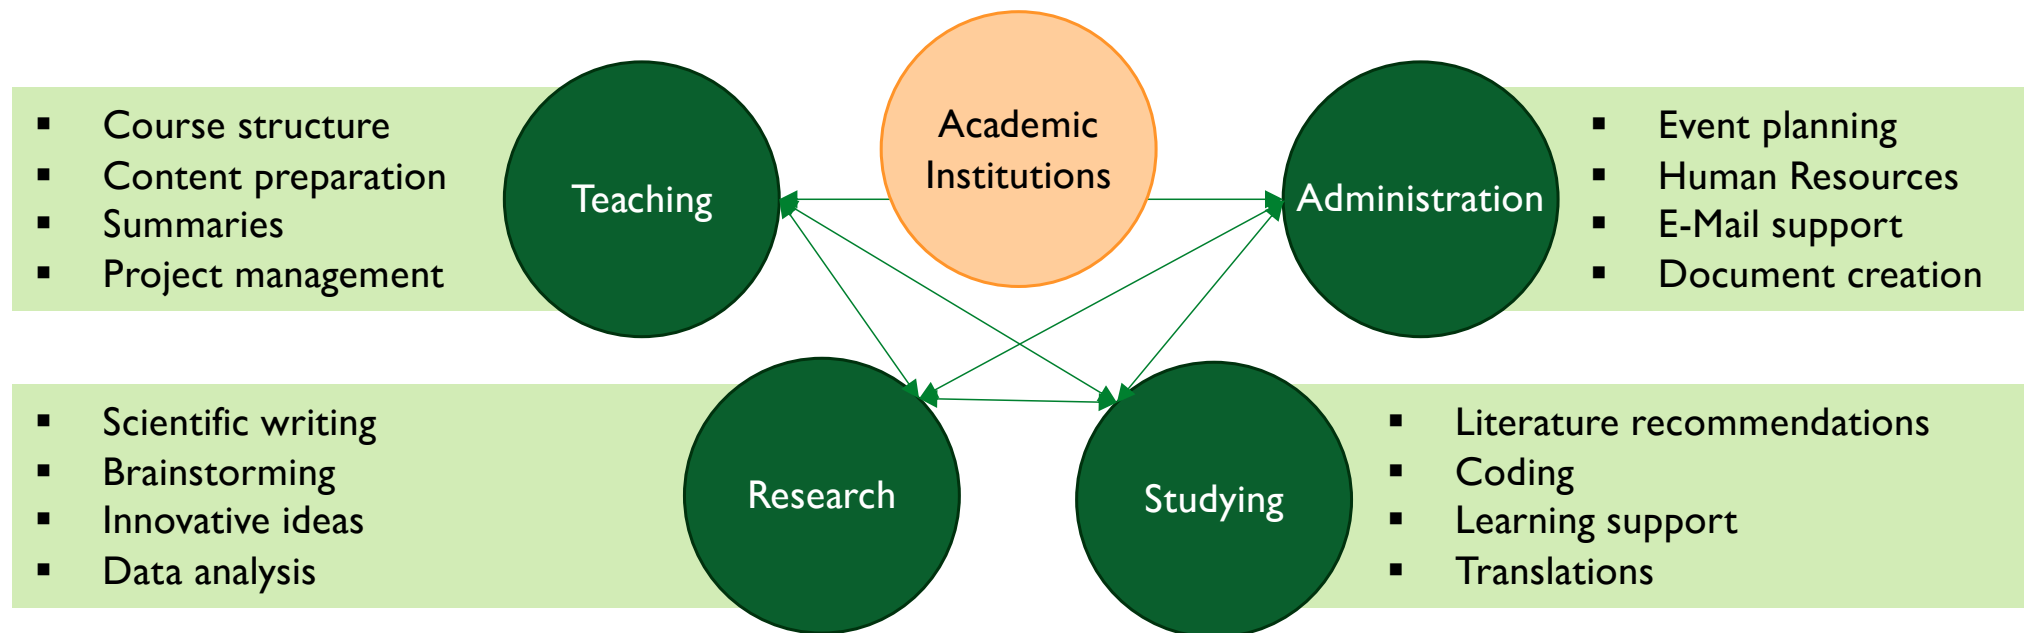 Academic
Institutions
Teaching
▪ Course structure
▪ Content preparation
▪ Summaries
▪ Project management
Administration
▪ Event planning
▪ Human Resources
▪ E-Mail support
▪ Document creation
Research
▪ Scientific writing
▪ Brainstorming
▪ Innovative ideas
▪ Data analysis
Studying
▪ Literature recommendations
▪ Coding
▪ Learning support
▪ Translations